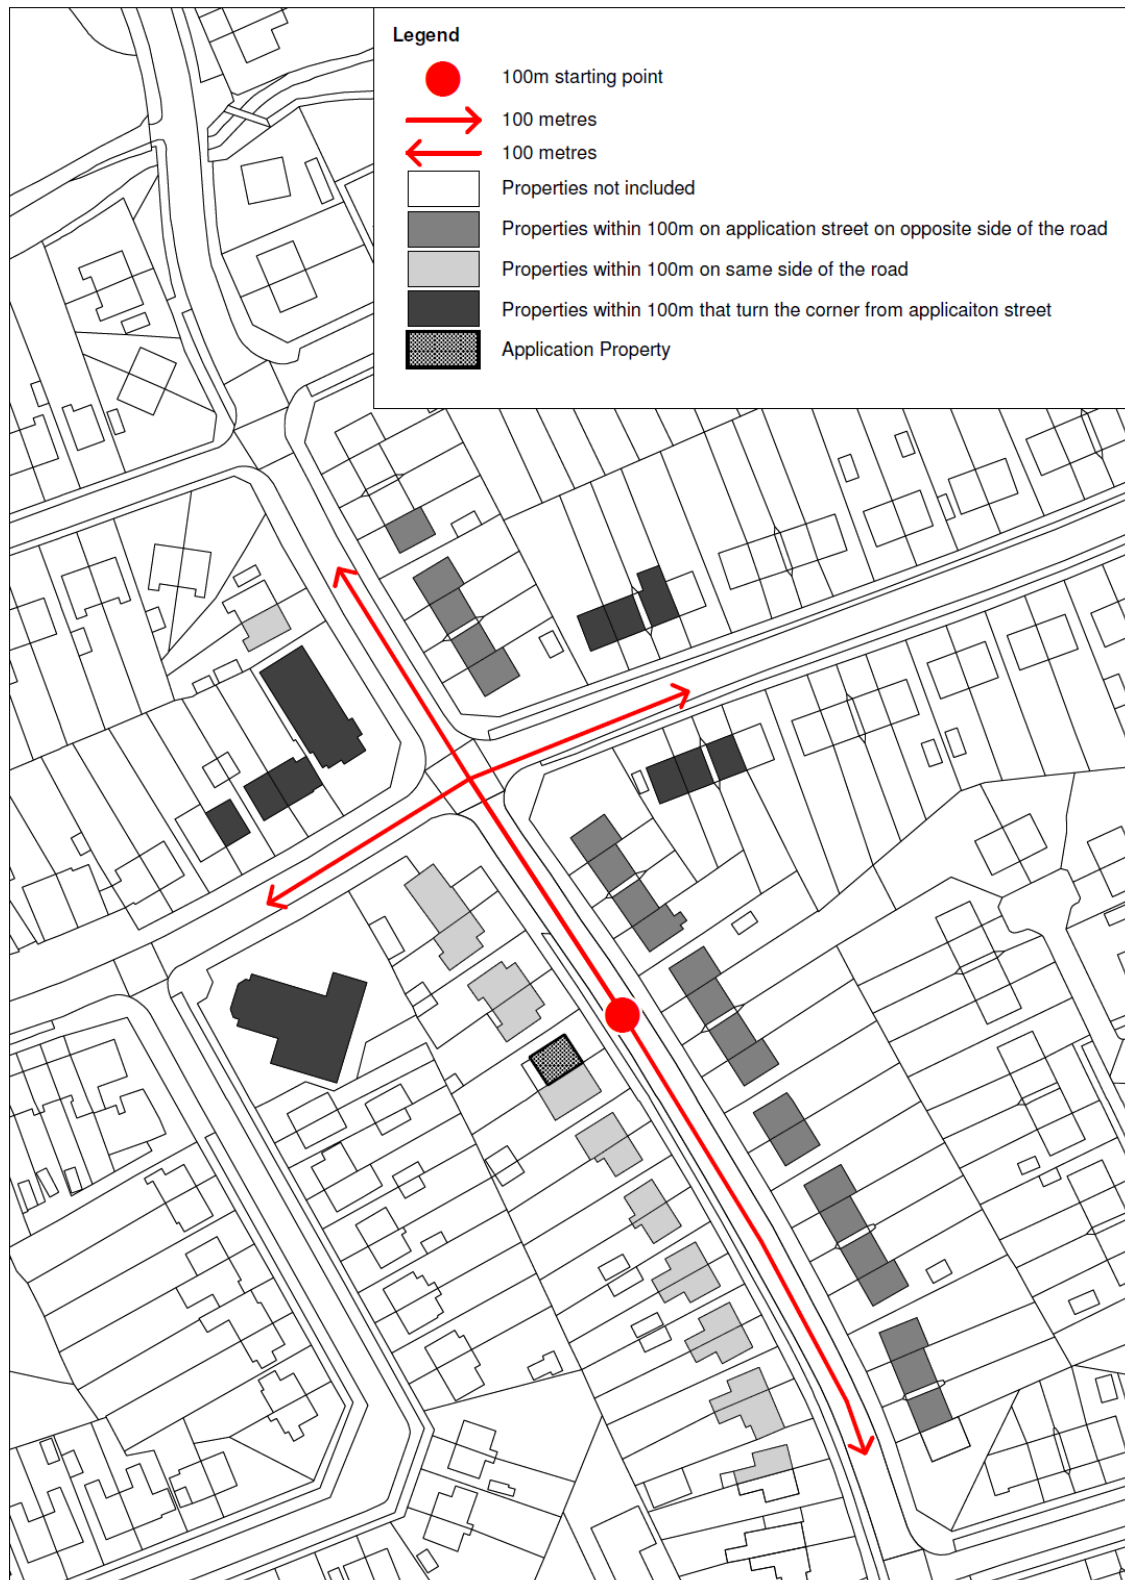 Legend
100m starting point
100 metres
100 metres
Properties not included
Properties within 100m on application street on opposite side of the road
Properties within 100m on same side of the road
Properties within 100m that turn the corner from applicaiton street
Application Property